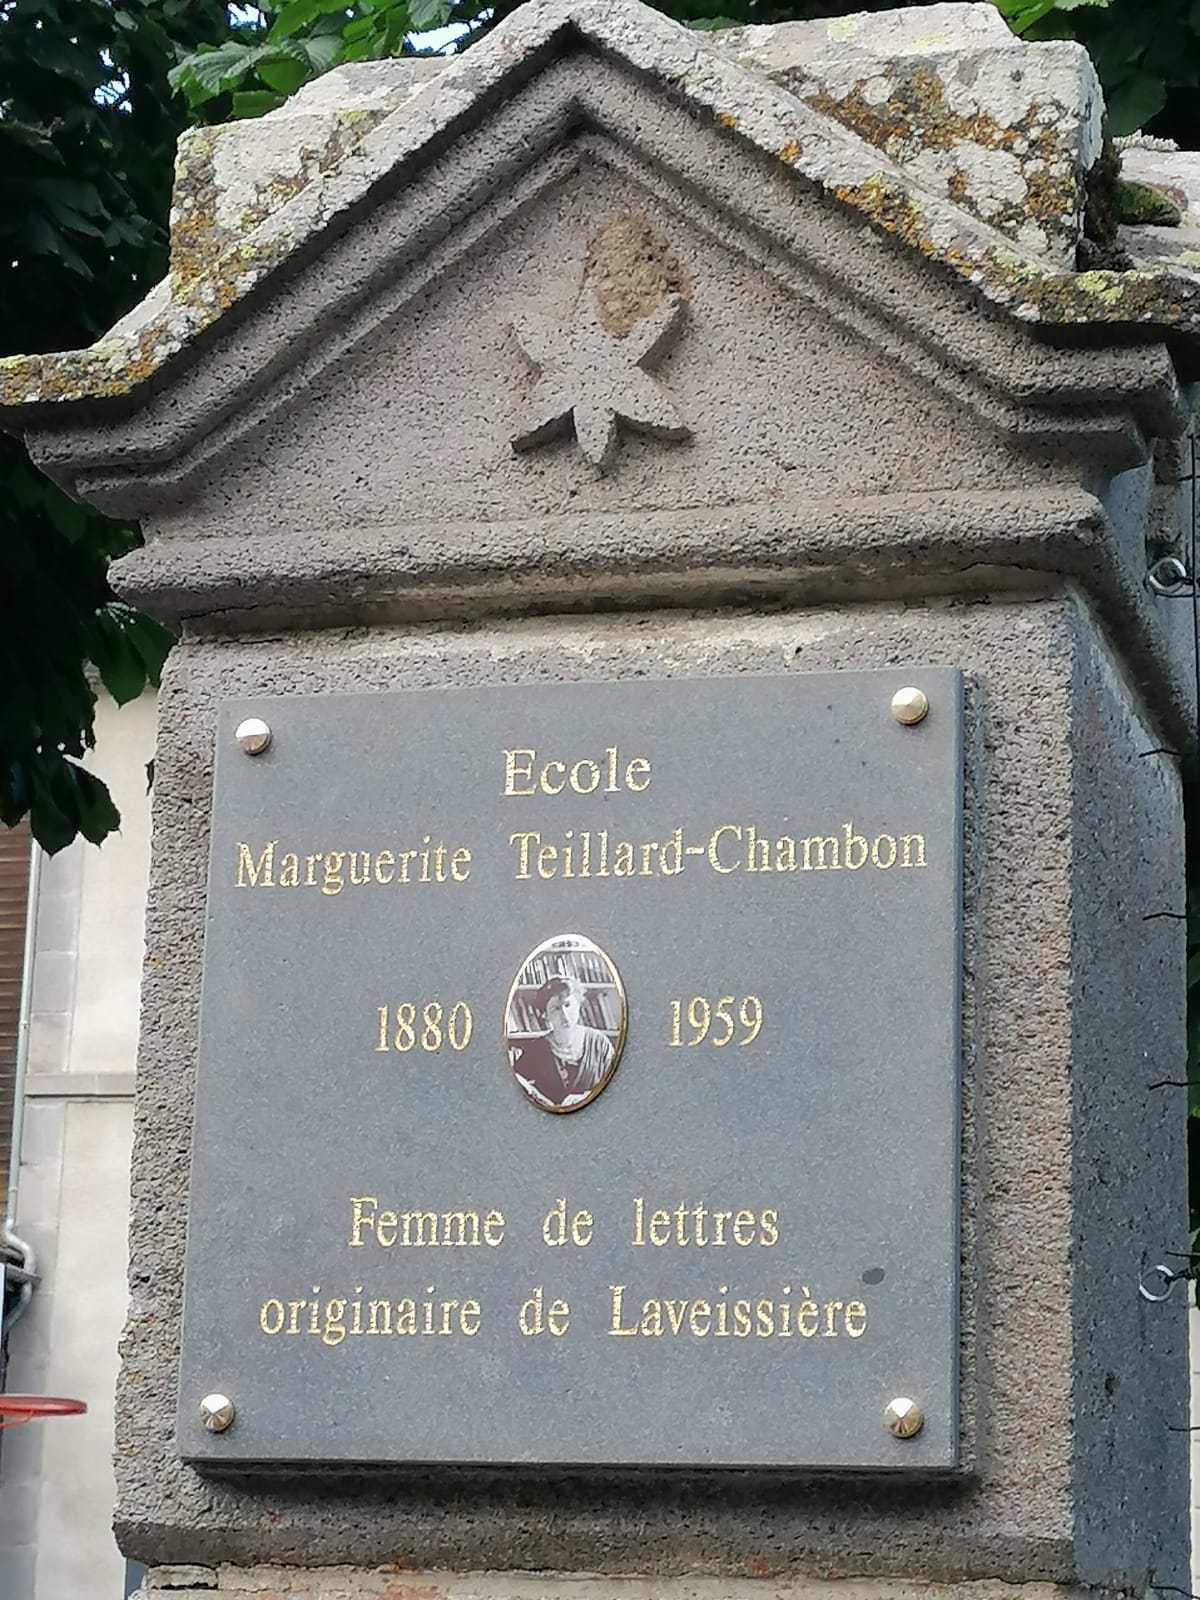 Ecole
Marguerite Teillard-Chambon
1880 1959
Femme de lettres
originaire de Laveissière